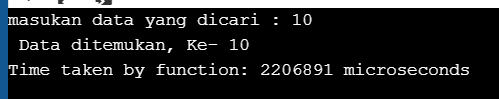 masukan data yang dicari : 10
Data ditemukan, Ke- 10
Time taken by function: 2206891 microseconds